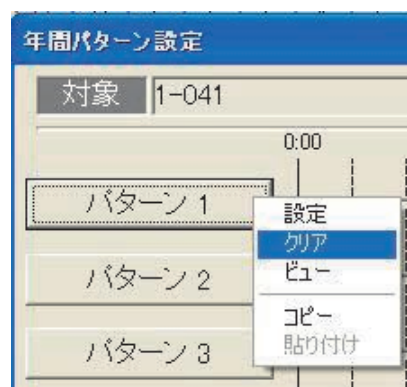 年間パターン設定
対象 1-041
0:00
パターン 1
設定
クリア
ビュー
パターン 2
コピー
貼り付け
パターン 3